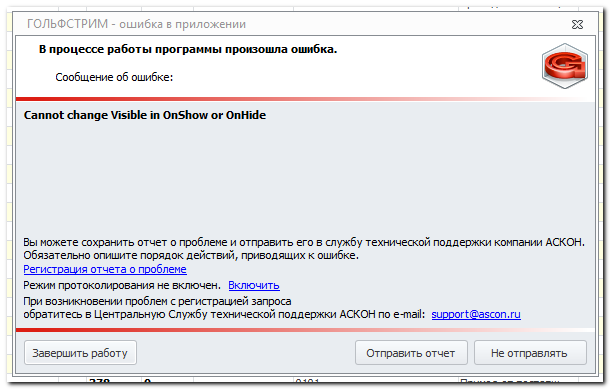 ГОЛЬФСТРИМ - ошибка в приложении
В процессе работы программы произошла ошибка.
Сообщение об ошибке:
Cannot change Visible in OnShow or OnHide
Вы можете сохранить отчет о проблеме и отправить его в службу технической поддержки компании АСКОН.
Обязательно опишите порядок действий, приводящих к ошибке.
Регистрация отчета о проблеме
Режим протоколирования не включен. Включить
При возникновении проблем с регистрацией запроса
обратитесь в Центральную Службу технической поддержки АСКОН по e-mail: support@ascon.ru
Завершить работу Отправить отчет Не отправлять